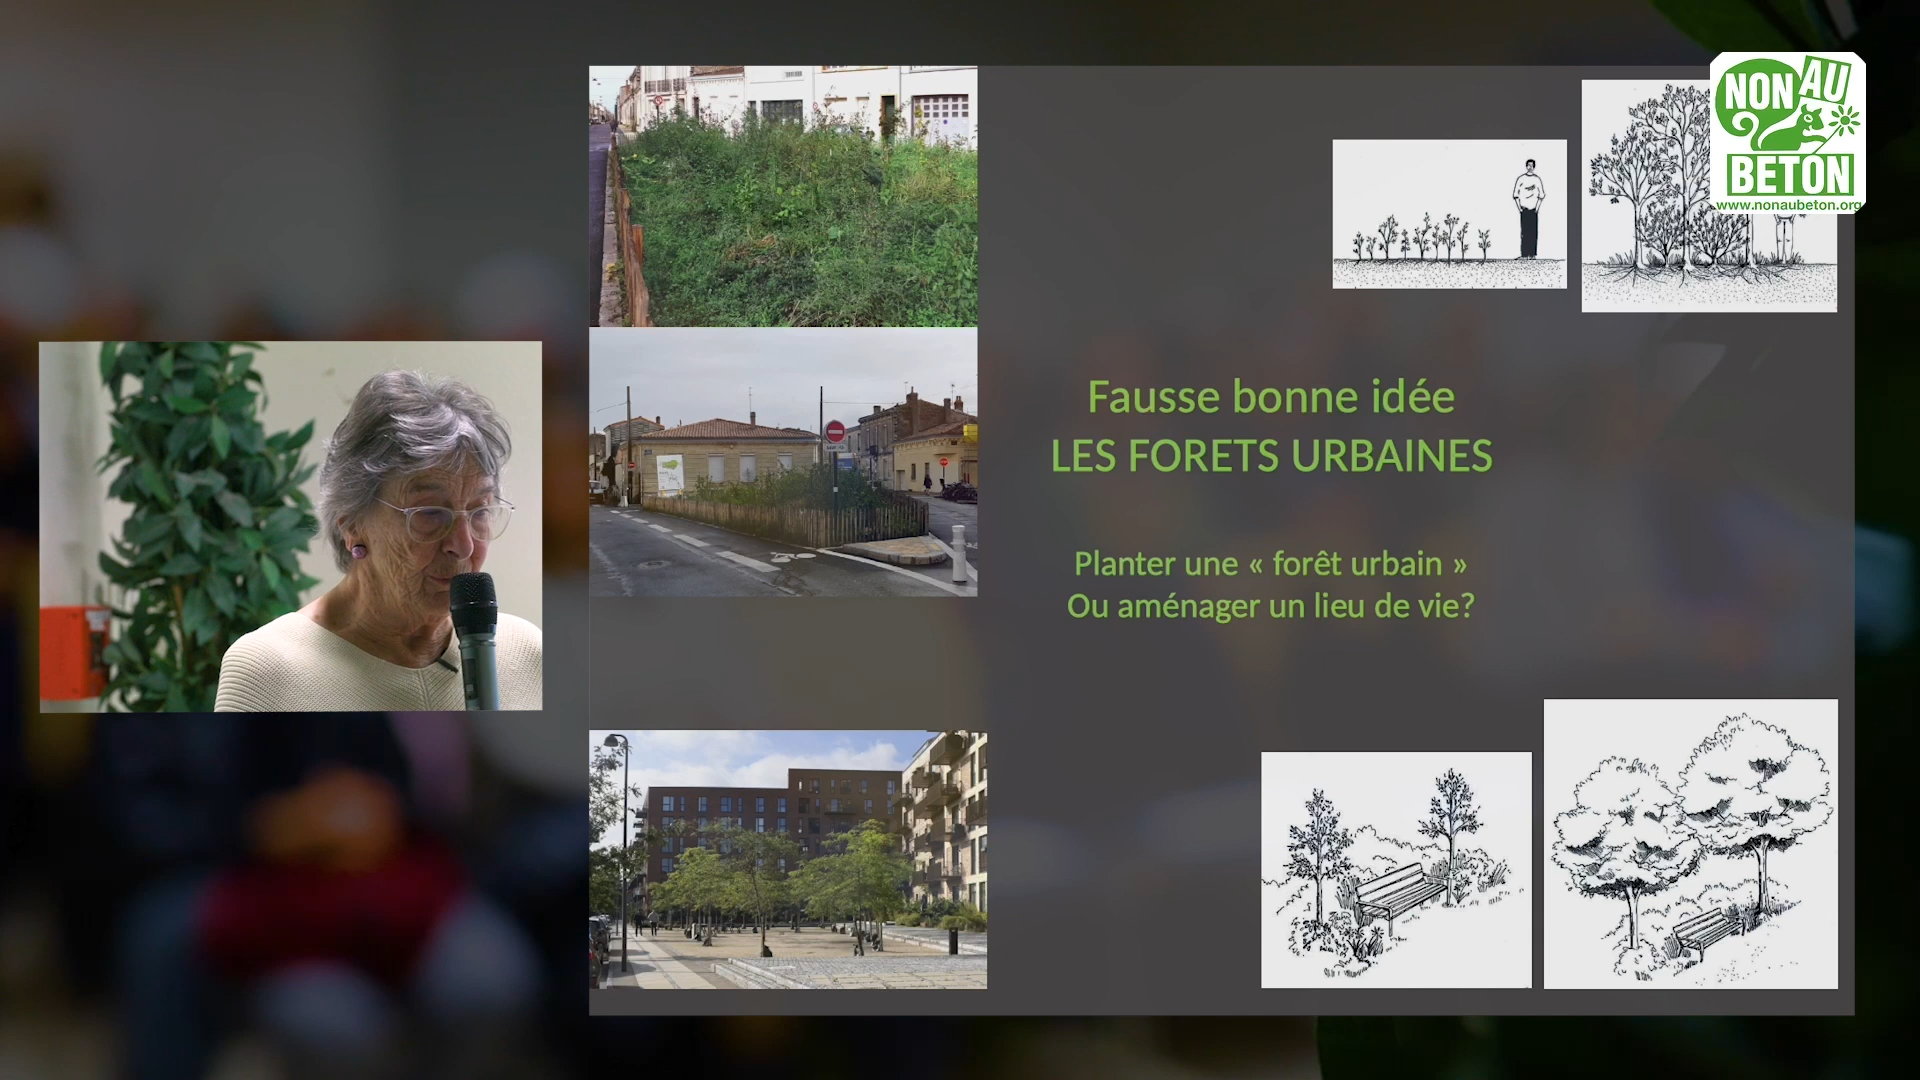 NON AU
BETON
www.nonaubeton.org
Fausse bonne idée
LES FORETS URBAINES
Planter une « forêt urbain »
Ou aménager un lieu de vie?